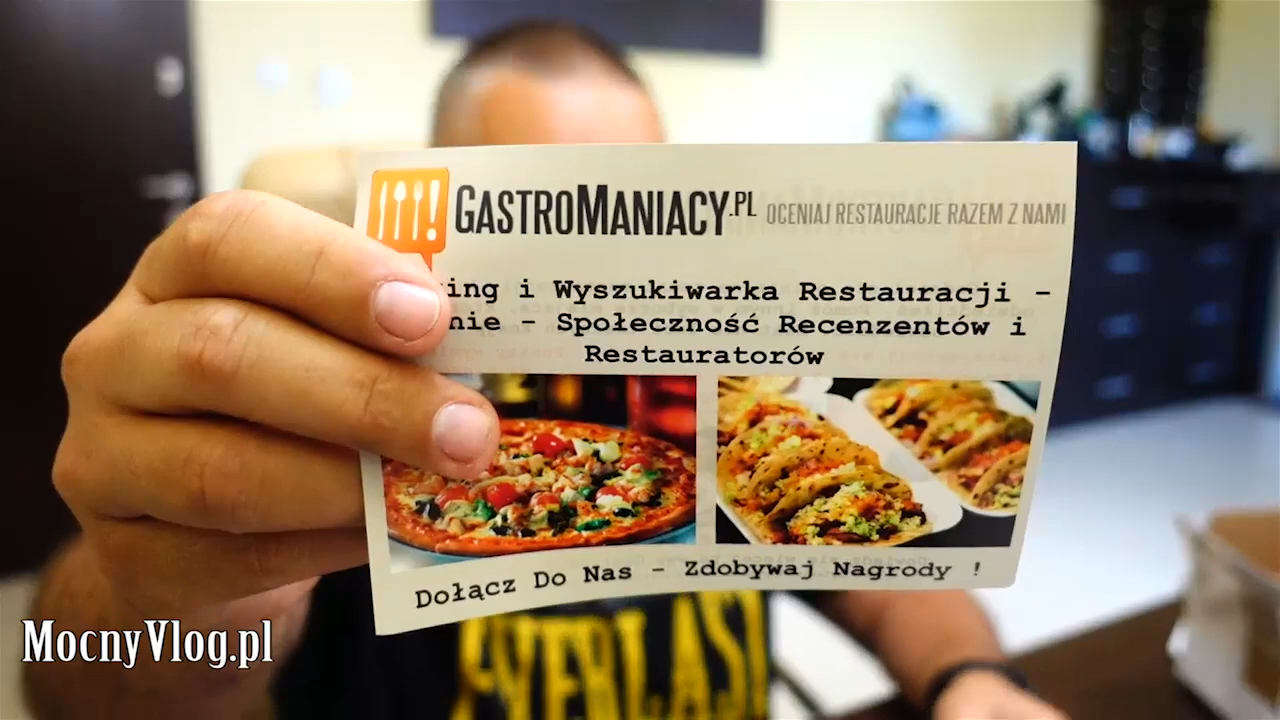 GASTROMANIACY.PL OCENIAJ RESTAURACJE RAZEM Z NAMI
ing i Wyszukiwarka Restauracji -
nie - Społeczność Recenzentów i
Restauratorów
Dołącz Do Nas - Zdobywaj Nagrody !
EVERLAST
MocnyVlog.pl